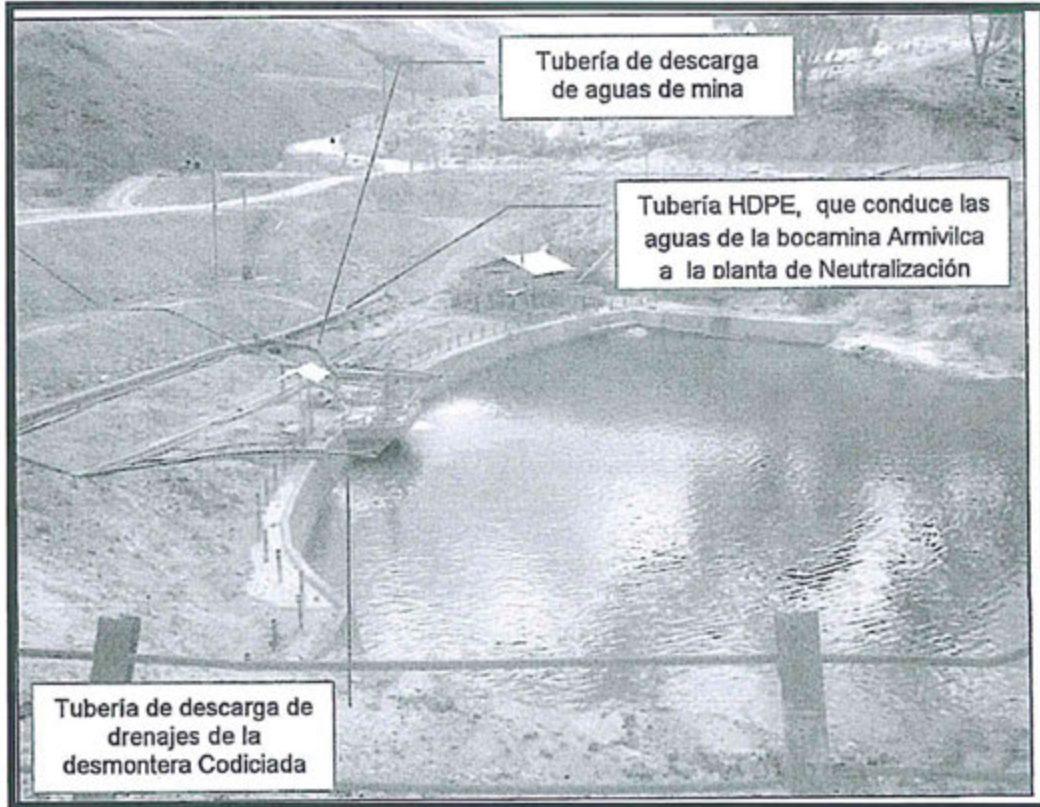 Tubería de descarga
de aguas de mina
Tubería HDPE, que conduce las
aguas de la bocamina Armivilca
a la planta de Neutralización
Tubería de descarga de
drenajes de la
desmontera Codiciada